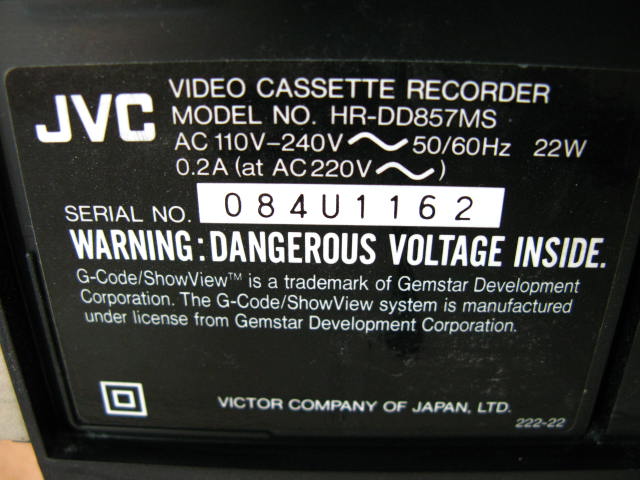 JVC
VIDEO CASSETTE RECORDER
MODEL NO. HR-DD857MS
AC 110V–240V 50/60Hz 22W
0.2A (at AC 220V )
SERIAL NO. 084U1162
WARNING : DANGEROUS VOLTAGE INSIDE.
G-Code/ShowView™ is a trademark of Gemstar Development
Corporation. The G-Code/ShowView system is manufactured
under license from Gemstar Development Corporation.
VICTOR COMPANY OF JAPAN, LTD.
222-22